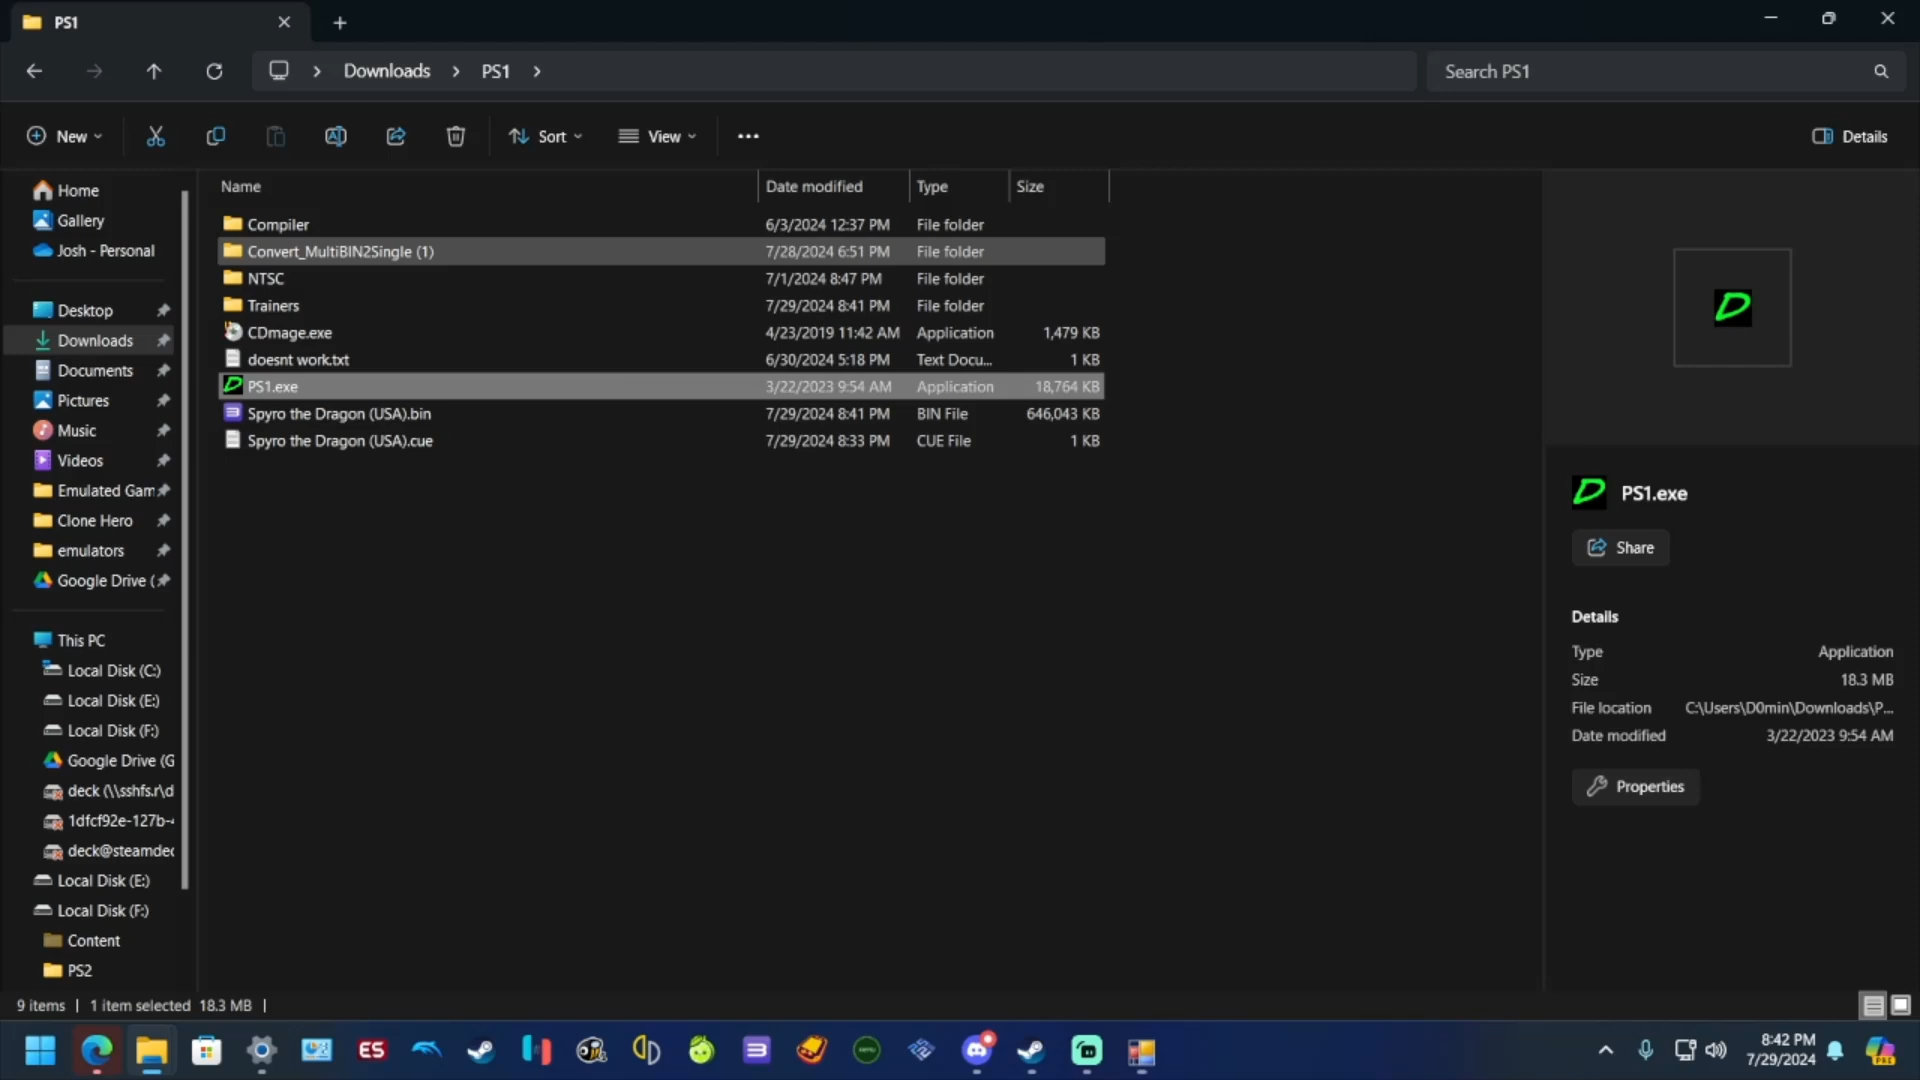 PS1
Downloads
PS1
Search PS1
New
Sort
View
Details
Name
Date modified
Type
Size
Compiler
6/3/2024 12:37 PM
File folder
Convert_MultiBIN2Single (1)
7/28/2024 6:51 PM
File folder
NTSC
7/1/2024 8:47 PM
File folder
Trainers
7/29/2024 8:41 PM
File folder
CDmage.exe
4/23/2019 11:42 AM
Application
1,479 KB
doesnt work.txt
6/30/2024 5:18 PM
Text Docu...
1 KB
PS1.exe
3/22/2023 9:54 AM
Application
18,764 KB
Spyro the Dragon (USA).bin
7/29/2024 8:41 PM
BIN File
646,043 KB
Spyro the Dragon (USA).cue
7/29/2024 8:33 PM
CUE File
1 KB
Home
Gallery
Josh - Personal
Desktop
Downloads
Documents
Pictures
Music
Videos
Emulated Gam
Clone Hero
emulators
Google Drive (
This PC
Local Disk (C:)
Local Disk (E:)
Local Disk (F:)
Google Drive (G
deck (\\sshfs.r\d
1dfcf92e-127b-
deck@steamdec
Local Disk (E:)
Local Disk (F:)
Content
PS2
PS1.exe
Share
Details
Type
Application
Size
18.3 MB
File location
C:\Users\D0min\Downloads\P...
Date modified
3/22/2023 9:54 AM
Properties
9 items
1 item selected 18.3 MB
ES
8:42 PM
7/29/2024